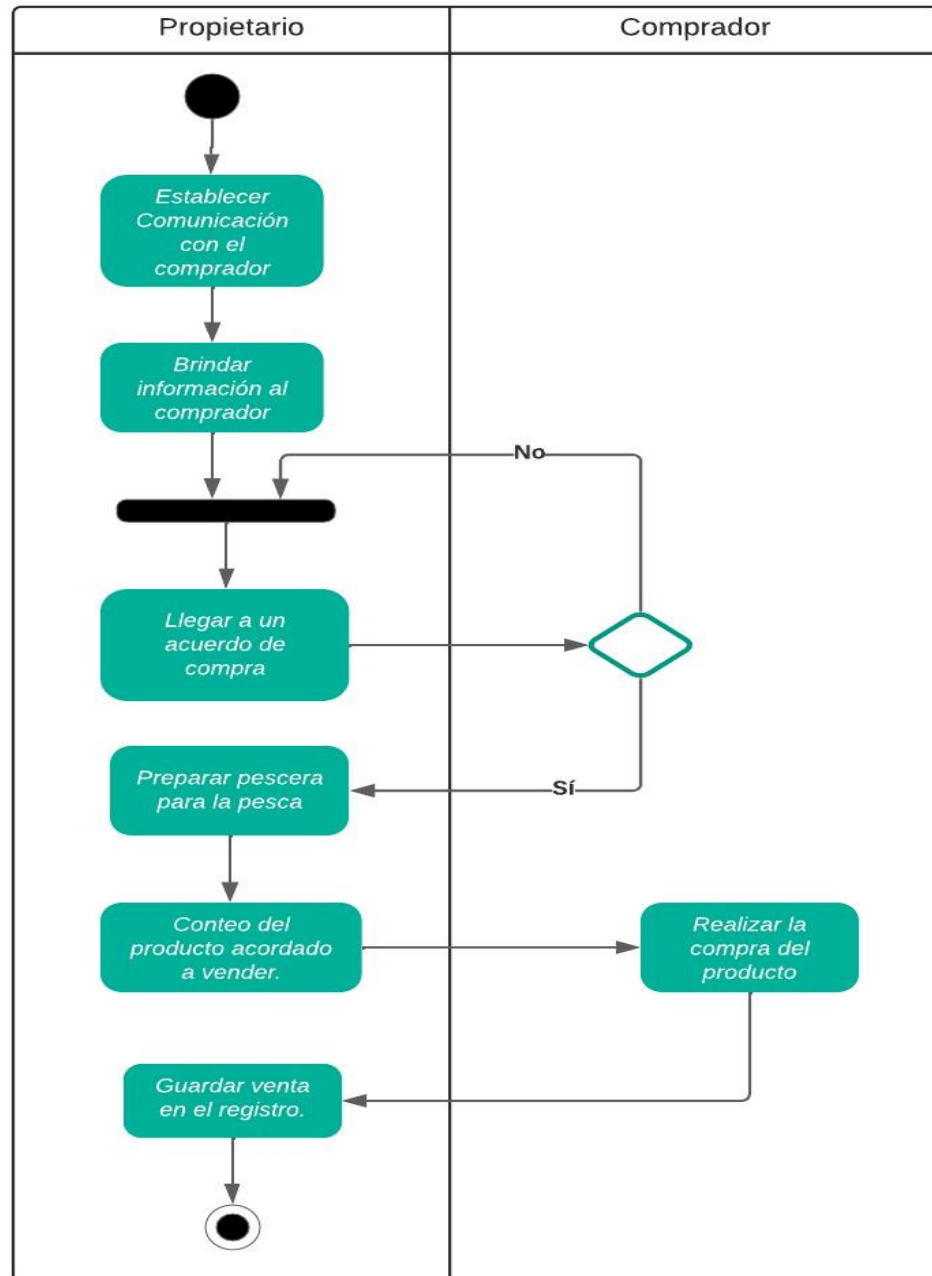 Propietario
Comprador
Establecer
Comunicación
con el
comprador
Brindar
información al
comprador
No
Llegar a un
acuerdo de
compra
Preparar pescera
para la pesca
Sí
Conteo del
producto acordado
a vender.
Realizar la
compra del
producto
Guardar venta
en el registro.